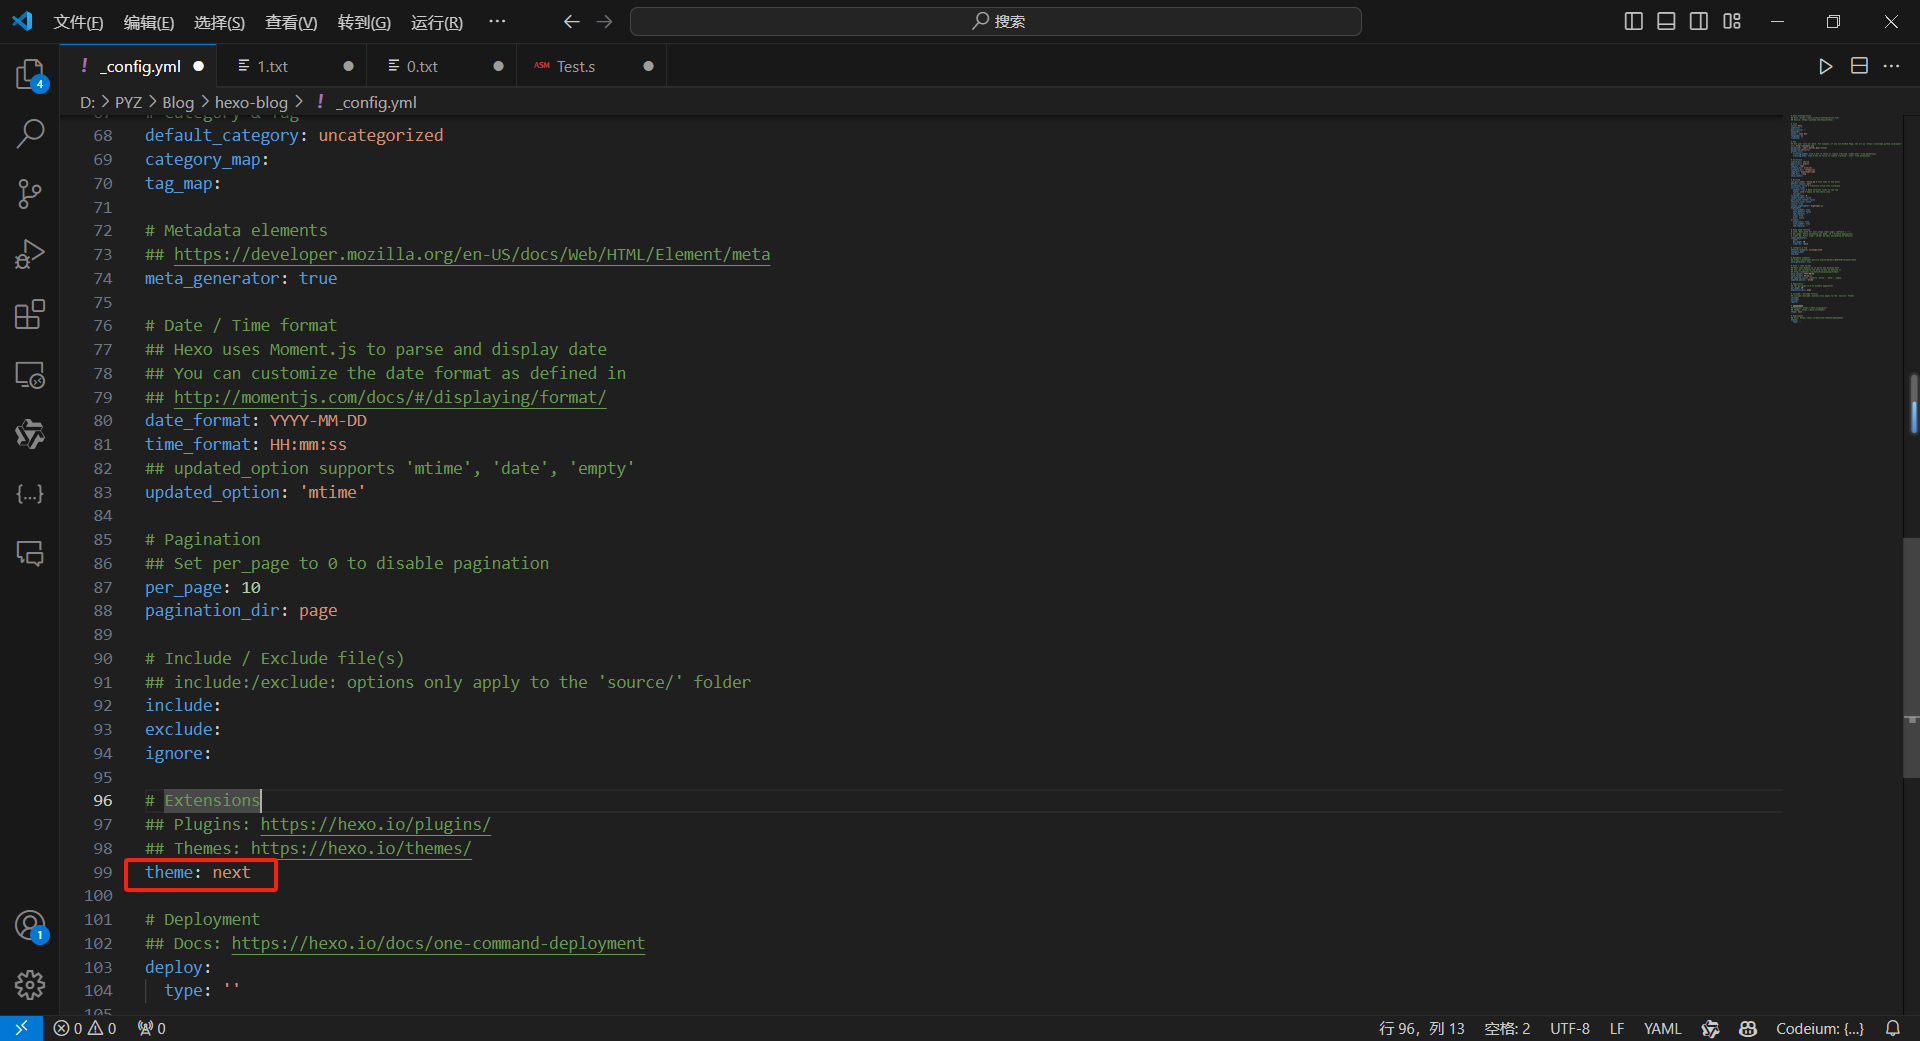 文件(F) 编辑(E) 选择(S) 查看(V) 转到(G) 运行(R) ··· 搜索
! _config.yml 1.txt 0.txt ASM Test.s
D: > PYZ > Blog > hexo-blog > ! _config.yml
4
67 # Category & Tag
68 default_category: uncategorized
69 category_map:
70 tag_map:
71
72 # Metadata elements
73 ## https://developer.mozilla.org/en-US/docs/Web/HTML/Element/meta
74 meta_generator: true
75
76 # Date / Time format
77 ## Hexo uses Moment.js to parse and display date
78 ## You can customize the date format as defined in
79 ## http://momentjs.com/docs/#/displaying/format/
80 date_format: YYYY-MM-DD
81 time_format: HH:mm:ss
82 ## updated_option supports 'mtime', 'date', 'empty'
83 updated_option: 'mtime'
84
85 # Pagination
86 ## Set per_page to 0 to disable pagination
87 per_page: 10
88 pagination_dir: page
89
90 # Include / Exclude file(s)
91 ## include:/exclude: options only apply to the 'source/' folder
92 include:
93 exclude:
94 ignore:
95
96 # Extensions
97 ## Plugins: https://hexo.io/plugins/
98 ## Themes: https://hexo.io/themes/
99 theme: next
100
101 # Deployment
102 ## Docs: https://hexo.io/docs/one-command-deployment
103 deploy:
104 type: ''
105
1
0 0 0 行 96，列 13 空格: 2 UTF-8 LF YAML Codeium: {...}